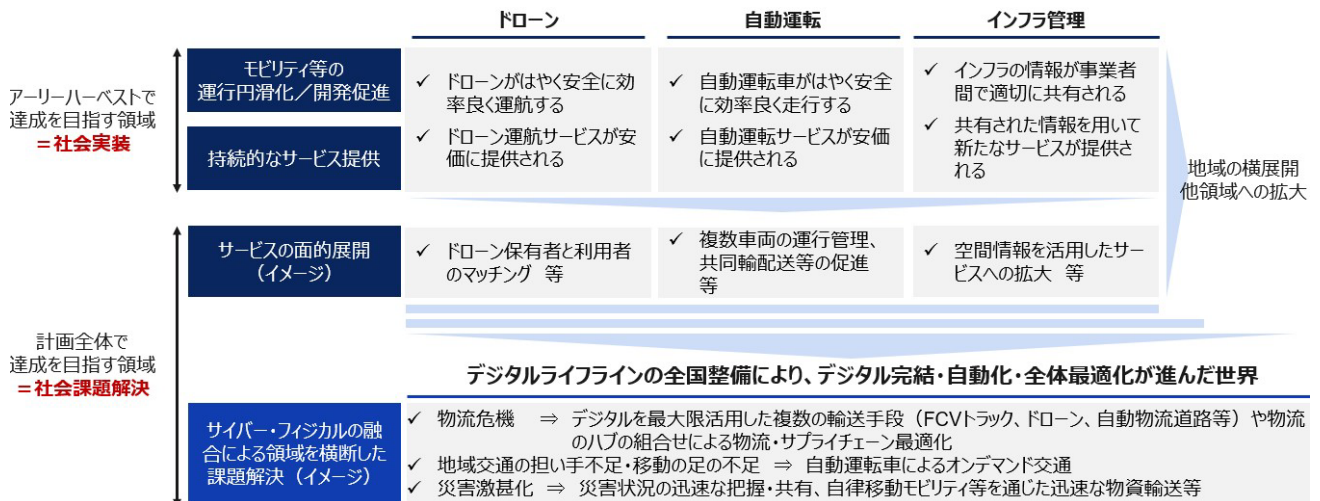 ドローン
自動運転
インフラ管理
アーリーハーベストで
達成を目指す領域
＝社会実装
モビリティ等の
運行円滑化／開発促進
✓ ドローンがはやく安全に効
率良く運航する
✓ ドローン運航サービスが安
価に提供される
✓ 自動運転車がはやく安全
に効率良く走行する
✓ 自動運転サービスが安価
に提供される
✓ インフラの情報が事業者
間で適切に共有される
✓ 共有された情報を用いて
新たなサービスが提供さ
れる
持続的なサービス提供
地域の横展開
他領域への拡大
サービスの面的展開
（イメージ）
✓ ドローン保有者と利用者
のマッチング 等
✓ 複数車両の運行管理、
共同輸配送等の促進
等
✓ 空間情報を活用したサー
ビスへの拡大 等
計画全体で
達成を目指す領域
＝社会課題解決
デジタルライフラインの全国整備により、デジタル完結・自動化・全体最適化が進んだ世界
サイバー・フィジカルの融
合による領域を横断した
課題解決（イメージ）
✓ 物流危機 ⇒ デジタルを最大限活用した複数の輸送手段（FCVトラック、ドローン、自動物流道路等）や物流
のハブの組合せによる物流・サプライチェーン最適化
✓ 地域交通の担い手不足・移動の足の不足 ⇒ 自動運転車によるオンデマンド交通
✓ 災害激甚化 ⇒ 災害状況の迅速な把握・共有、自律移動モビリティ等を通じた迅速な物資輸送等